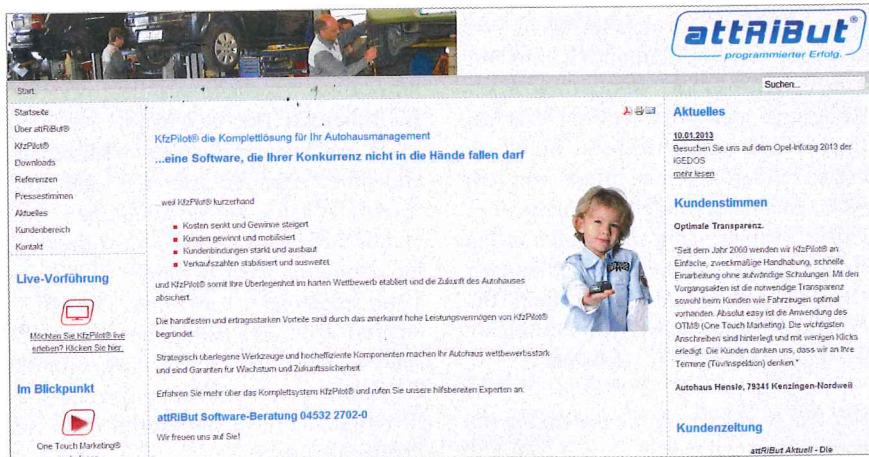 attRiBut®
programmierter Erfolg.
Start
Suchen...
Startseite
Über attRiBut®
KfzPilot®
Downloads
Referenzen
Pressestimmen
Aktuelles
Kundenbereich
Kontakt
Live-Vorführung
Möchten Sie KfzPilot® live
erleben? Klicken Sie hier.
Im Blickpunkt
One Touch Marketing®
KfzPilot® die Komplettlösung für Ihr Autohausmanagement
...eine Software, die Ihrer Konkurrenz nicht in die Hände fallen darf
...weil KfzPilot® kurzerhand
Kosten senkt und Gewinne steigert
Kunden gewinnt und mobilisiert
Kundenbindungen stärkt und ausbaut
Verkaufszahlen stabilisiert und ausweitet
und KfzPilot® somit Ihre Überlegenheit im harten Wettbewerb etabliert und die Zukunft des Autohauses
absichert.
Die handfesten und ertragsstarken Vorteile sind durch das anerkannt hohe Leistungsvermögen von KfzPilot®
begründet.
Strategisch überlegene Werkzeuge und hocheffiziente Komponenten machen Ihr Autohaus wettbewerbsstark
und sind Garanten für Wachstum und Zukunftssicherheit.
Erfahren Sie mehr über das Komplettsystem KfzPilot® und rufen Sie unsere hilfsbereiten Experten an:
attRiBut Software-Beratung 04532 2702-0
Wir freuen uns auf Sie!
Aktuelles
10.01.2013
Besuchen Sie uns auf dem Opel-Infotag 2013 der
IGEDOS
mehr lesen
Kundenstimmen
Optimale Transparenz.
"Seit dem Jahr 2000 wenden wir KfzPilot® an.
Einfache, zweckmäßige Handhabung, schnelle
Einarbeitung ohne aufwändige Schulungen. Mit den
Vorgangsakten ist die notwendige Transparenz
sowohl beim Kunden wie Fahrzeugen optimal
vorhanden. Absolut easy ist die Anwendung des
OTM® (One Touch Marketing). Die wichtigsten
Anschreiben sind hinterlegt und mit wenigen Klicks
erledigt. Die Kunden danken uns, dass wir an Ihre
Termine (Tüv/Inspektion) denken."
Autohaus Hensle, 79341 Kenzingen-Nordweil
Kundenzeitung
attRiBut Aktuell - Die